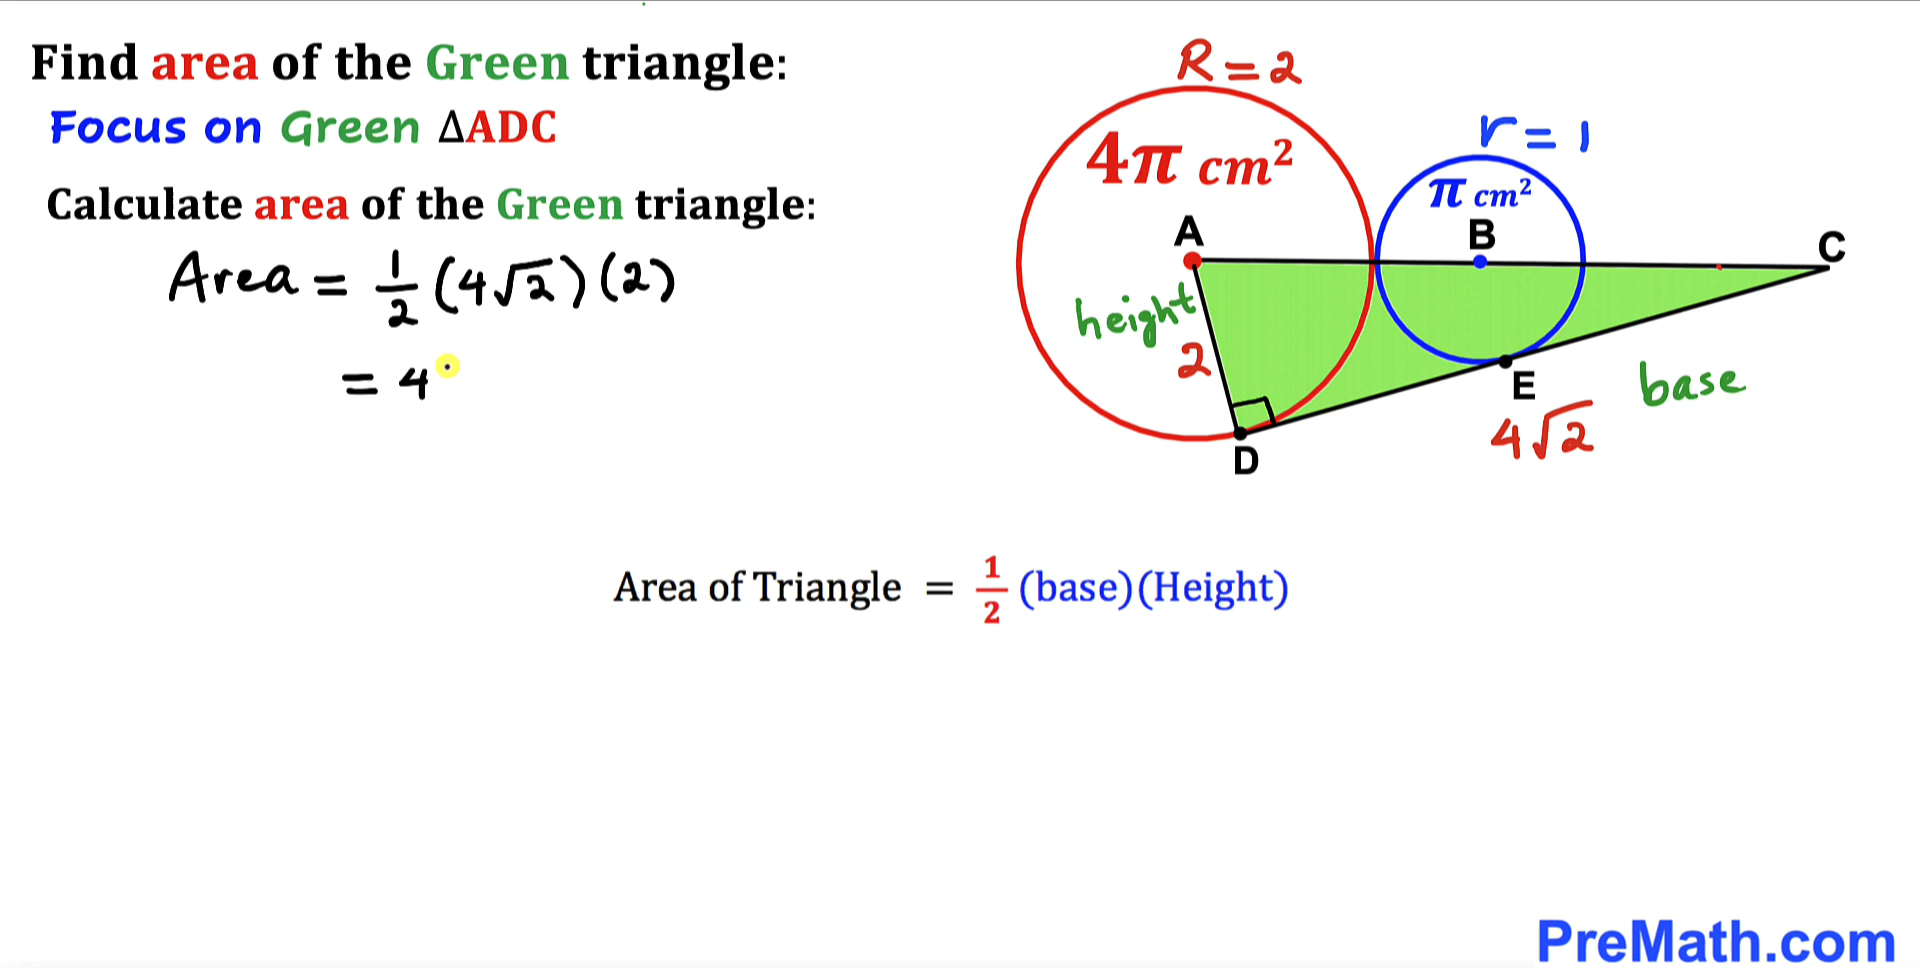 Find area of the Green triangle:
Focus on Green ΔADC
Calculate area of the Green triangle:
Area = 1/2 (4√2)(2)
= 4
R = 2
4π cm²
r = 1
π cm²
A
B
C
height
2
E
base
4√2
D
Area of Triangle = 1/2 (base)(Height)
PreMath.com